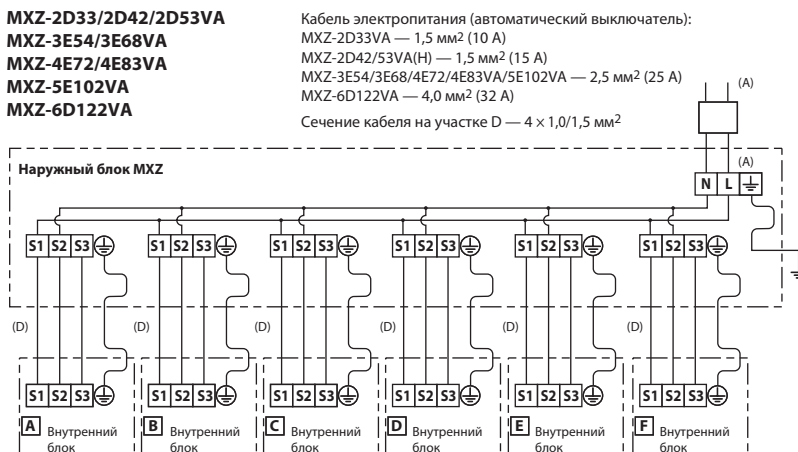 MXZ-2D33/2D42/2D53VA
MXZ-3E54/3E68VA
MXZ-4E72/4E83VA
MXZ-5E102VA
MXZ-6D122VA
Кабель электропитания (автоматический выключатель):
MXZ-2D33VA — 1,5 мм2 (10 А)
MXZ-2D42/53VA(H) — 1,5 мм2 (15 А)
MXZ-3E54/3E68/4E72/4E83VA/5E102VA — 2,5 мм2 (25 А)
MXZ-6D122VA — 4,0 мм2 (32 А)
Сечение кабеля на участке D — 4 × 1,0/1,5 мм2
(A)
Наружный блок MXZ
(A)
N L
S1 S2 S3 S1 S2 S3 S1 S2 S3 S1 S2 S3 S1 S2 S3 S1 S2 S3
(D) (D) (D) (D) (D) (D)
S1 S2 S3 S1 S2 S3 S1 S2 S3 S1 S2 S3 S1 S2 S3 S1 S2 S3
A Внутренний B Внутренний C Внутренний D Внутренний E Внутренний F Внутренний
блок блок блок блок блок блок